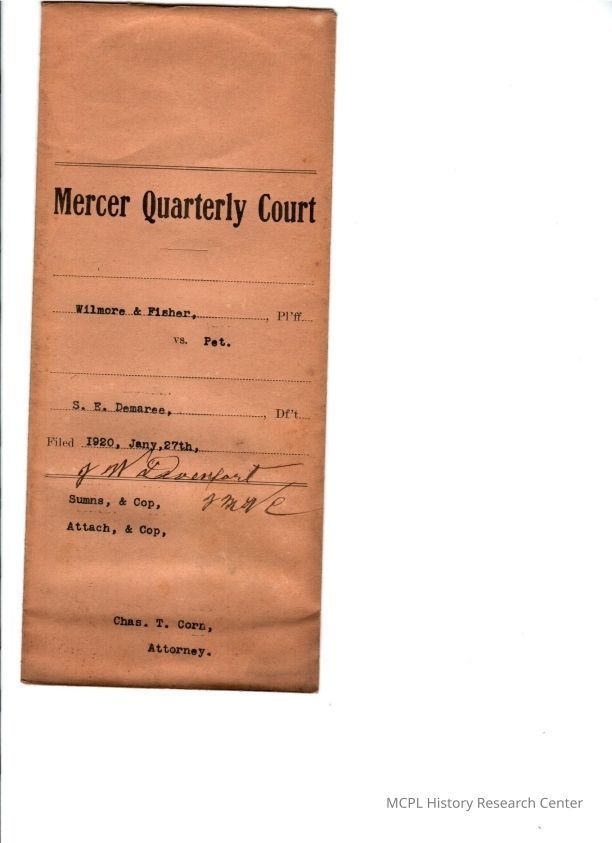 Mercer Quarterly Court
Wilmore & Fisher, , Pl'ff
vs. Pet.
S. E. Demaree, , Df't
Filed 1920, Jany,27th,
J W Davenport
Sumns, & Cop,
Attach, & Cop,
Chas. T. Corn,
Attorney.
MCPL History Research Center